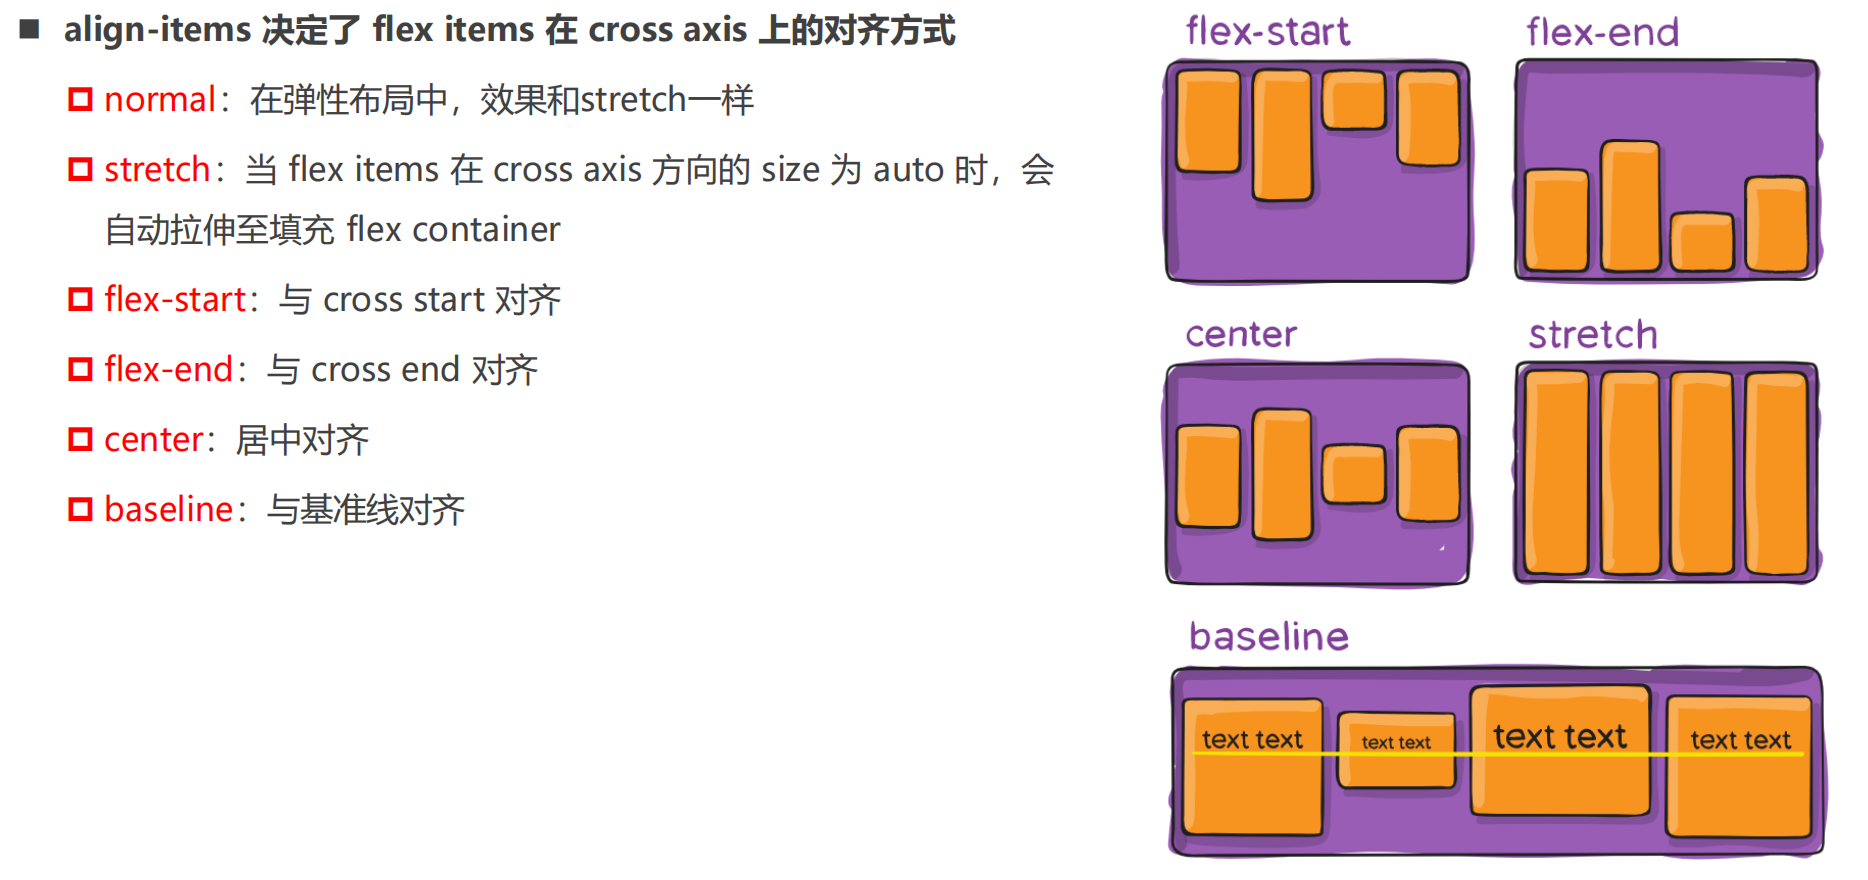 align-items 决定了 flex items 在 cross axis 上的对齐方式
normal：在弹性布局中，效果和stretch一样
stretch：当 flex items 在 cross axis 方向的 size 为 auto 时，会
自动拉伸至填充 flex container
flex-start：与 cross start 对齐
flex-end：与 cross end 对齐
center：居中对齐
baseline：与基准线对齐
flex-start
flex-end
center
stretch
baseline
text text
text text
text text
text text